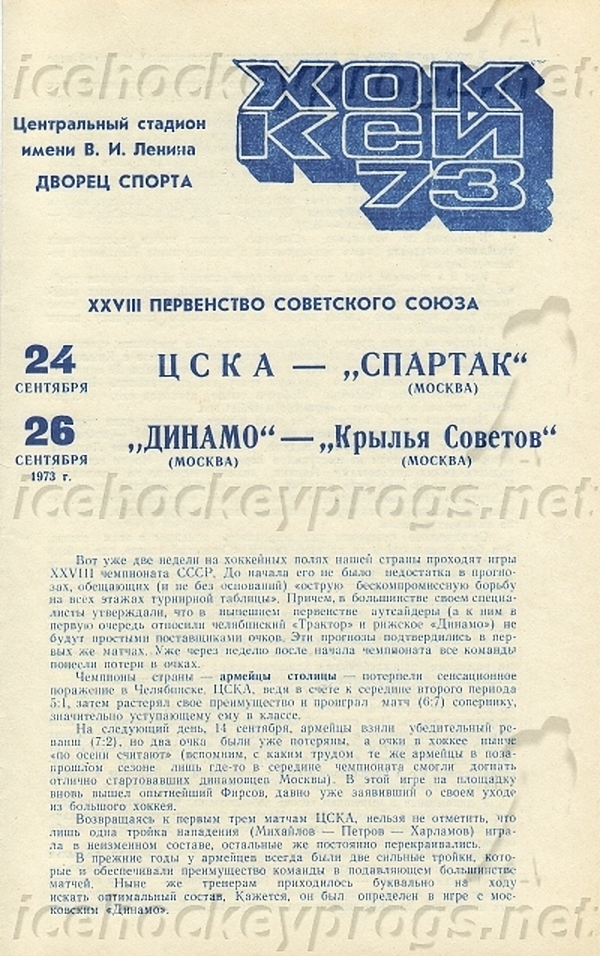 icehockeyprogs.net
ХОК
КЕЙ
73
Центральный стадион
имени В. И. Ленина
ДВОРЕЦ СПОРТА
XXVIII ПЕРВЕНСТВО СОВЕТСКОГО СОЮЗА
24 ЦСКА — „СПАРТАК“
СЕНТЯБРЯ (МОСКВА)
26 „ДИНАМО“ — „Крылья Советов“
СЕНТЯБРЯ (МОСКВА) (МОСКВА)
1973 г.
icehockeyprogs.net
Вот уже две недели на хоккейных полях нашей страны проходят игры
XXVIII чемпионата СССР. До начала его не было недостатка в прогно-
зах, обещающих (и не без оснований) «острую бескомпромиссную борьбу
на всех этажах турнирной таблицы». Причем, в большинстве своем специа-
листы утверждали, что в нынешнем первенстве аутсайдеры (а к ним в
первую очередь относили челябинский «Трактор» и рижское «Динамо») не
будут простыми поставщиками очков. Эти прогнозы подтвердились в пер-
вых же матчах. Уже через неделю после начала чемпионата все команды
понесли потери в очках.
Чемпионы страны — армейцы столицы — потерпели сенсационное
поражение в Челябинске. ЦСКА, ведя в счете к середине второго периода
5:1, затем растерял свое преимущество и проиграл матч (6:7) сопернику,
значительно уступающему ему в классе.
На следующий день, 14 сентября, армейцы взяли убедительный ре-
ванш (7:2), но два очка были уже потеряны, а очки в хоккее нынче
«по осени считают» (вспомним, с каким трудом те же армейцы в поза-
прошлом сезоне лишь где-то в середине чемпионата смогли догнать
отлично стартовавших динамовцев Москвы). В этой игре на площадку
вновь вышел опытнейший Фирсов, давно уже заявивший о своем уходе
из большого хоккея.
Возвращаясь к первым трем матчам ЦСКА, нельзя не отметить, что
лишь одна тройка нападения (Михайлов — Петров — Харламов) игра-
ла в неизменном составе, остальные же постоянно перекраивались.
В прежние годы у армейцев всегда были две сильные тройки, кото-
рые и обеспечивали преимущество команды в подавляющем большинстве
матчей. Ныне же тренерам приходилось буквально на ходу
искать оптимальный состав. Кажется, он был определен в игре с мос-
ковским «Динамо».
icehockeyprogs.net